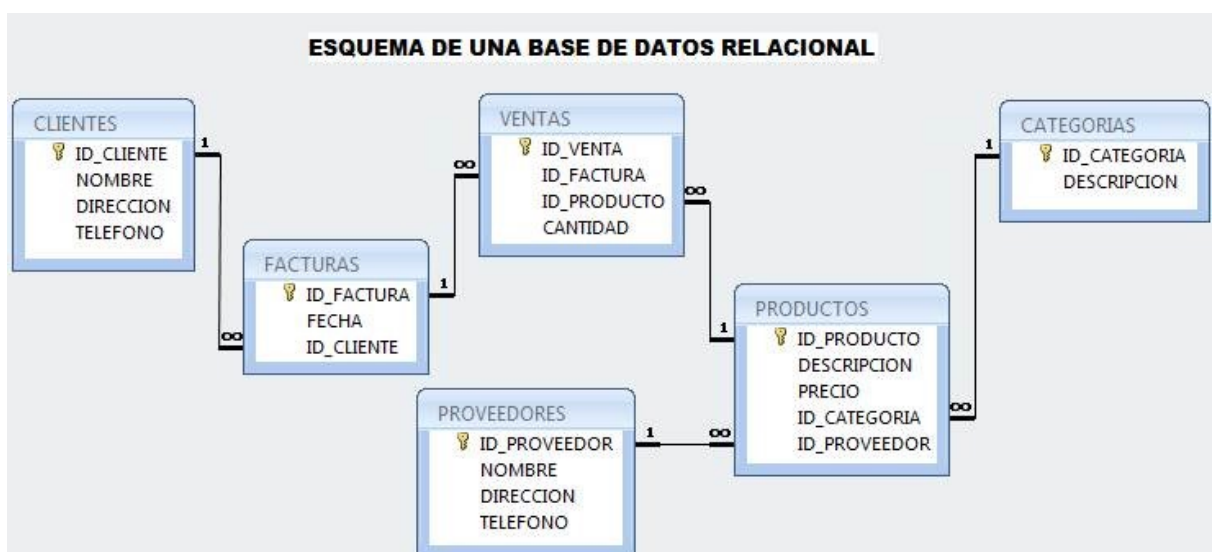 ESQUEMA DE UNA BASE DE DATOS RELACIONAL
CLIENTES
ID_CLIENTE
NOMBRE
DIRECCION
TELEFONO
1
∞
FACTURAS
ID_FACTURA
FECHA
ID_CLIENTE
1
∞
VENTAS
ID_VENTA
ID_FACTURA
ID_PRODUCTO
CANTIDAD
∞
1
PRODUCTOS
ID_PRODUCTO
DESCRIPCION
PRECIO
ID_CATEGORIA
ID_PROVEEDOR
∞
1
CATEGORIAS
ID_CATEGORIA
DESCRIPCION
PROVEEDORES
ID_PROVEEDOR
NOMBRE
DIRECCION
TELEFONO
1
∞